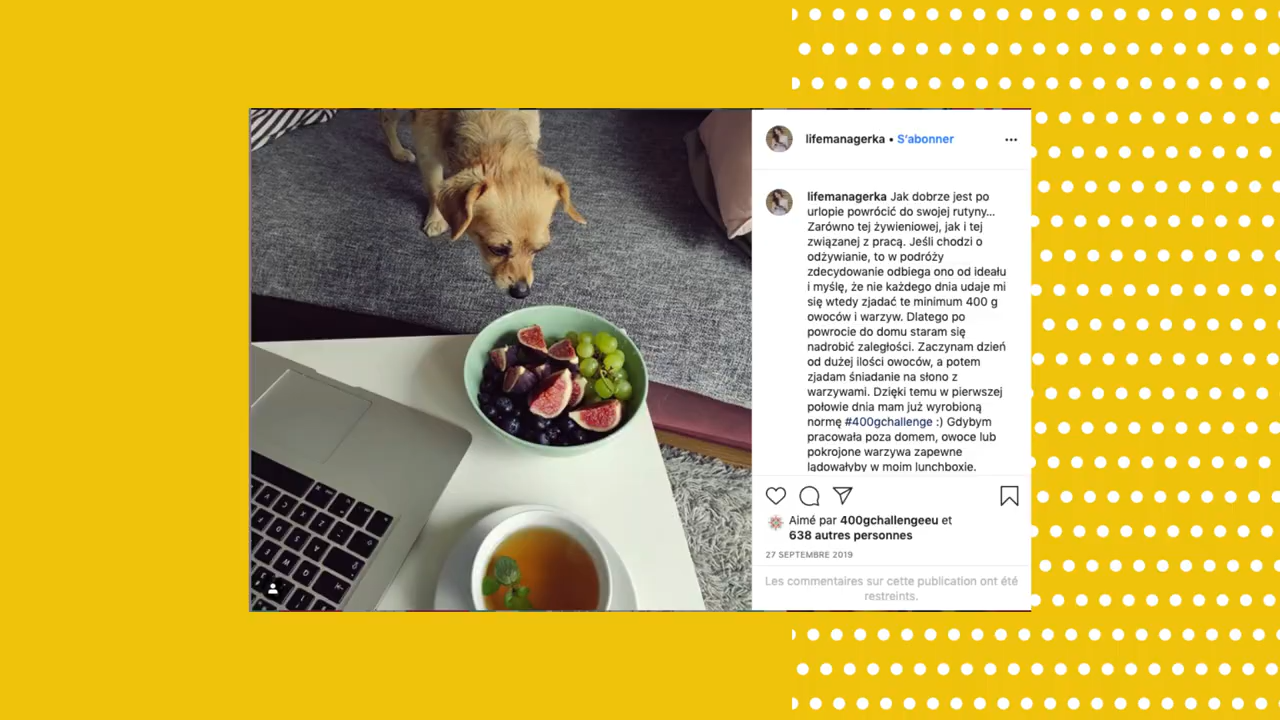 lifemanagerka • S'abonner
lifemanagerka Jak dobrze jest po
urlopie powrócić do swojej rutyny...
Zarówno tej żywieniowej, jak i tej
związanej z pracą. Jeśli chodzi o
odżywianie, to w podróży
zdecydowanie odbiega ono od ideału
i myślę, że nie każdego dnia udaje mi
się wtedy zjadać te minimum 400 g
owoców i warzyw. Dlatego po
powrocie do domu staram się
nadrobić zaległości. Zaczynam dzień
od dużej ilości owoców, a potem
zjadam śniadanie na słono z
warzywami. Dzięki temu w pierwszej
połowie dnia mam już wyrobioną
normę #400gchallenge :) Gdybym
pracowała poza domem, owoce lub
pokrojone warzywa zapewne
lądowałyby w moim lunchboxie.
Aimé par 400gchallengeeu et
638 autres personnes
27 SEPTEMBRE 2019
Les commentaires sur cette publication ont été
restreints.